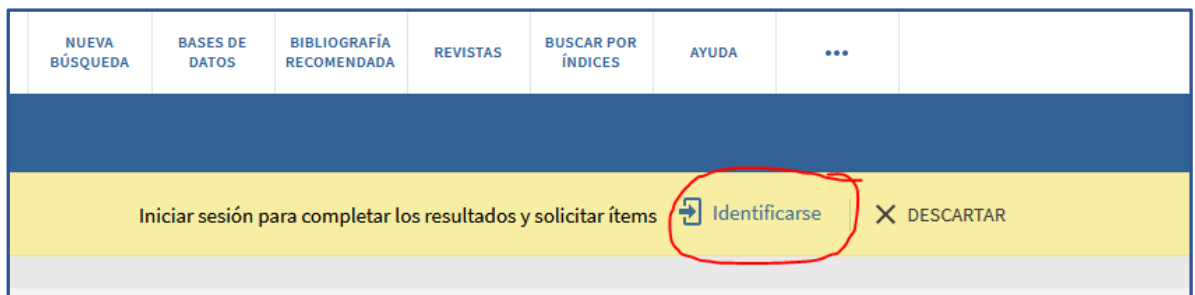 NUEVA BÚSQUEDA
BASES DE DATOS
BIBLIOGRAFÍA RECOMENDADA
REVISTAS
BUSCAR POR ÍNDICES
AYUDA
•••
Iniciar sesión para completar los resultados y solicitar ítems Identificarse DESCARTAR